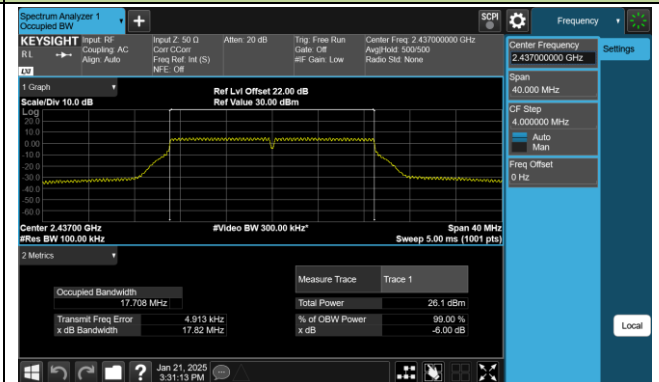 Spectrum Analyzer 1
Occupied BW
+
SCPI
Frequency
KEYSIGHT
RL
LXI
Input: RF
Coupling: AC
Align: Auto
Input Z: 50 Ω
Corr CCorr
Freq Ref: Int (S)
NFE: Off
Atten: 20 dB
Trig: Free Run
Gate: Off
#IF Gain: Low
Center Freq: 2.437000000 GHz
Avg|Hold: 500/500
Radio Std: None
Center Frequency
2.437000000 GHz
Settings
Span
40.000 MHz
CF Step
4.000000 MHz
Auto
Man
Freq Offset
0 Hz
1 Graph
Scale/Div 10.0 dB
Ref Lvl Offset 22.00 dB
Ref Value 30.00 dBm
Log
20.0
10.0
0.00
-10.0
-20.0
-30.0
-40.0
-50.0
-60.0
Center 2.43700 GHz
#Video BW 300.00 kHz*
Span 40 MHz
#Res BW 100.00 kHz
Sweep 5.00 ms (1001 pts)
2 Metrics
Measure Trace
Trace 1
Occupied Bandwidth
17.708 MHz
Total Power
26.1 dBm
Transmit Freq Error
4.913 kHz
% of OBW Power
99.00 %
x dB Bandwidth
17.82 MHz
x dB
-6.00 dB
Local
?
Jan 21, 2025
3:31:13 PM